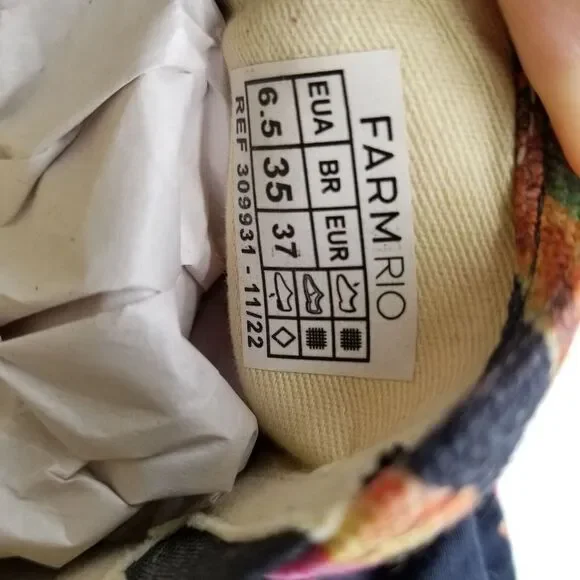 FARM RIO
EUA BR EUR
6.5 35 37
REF 309931 - 11/22